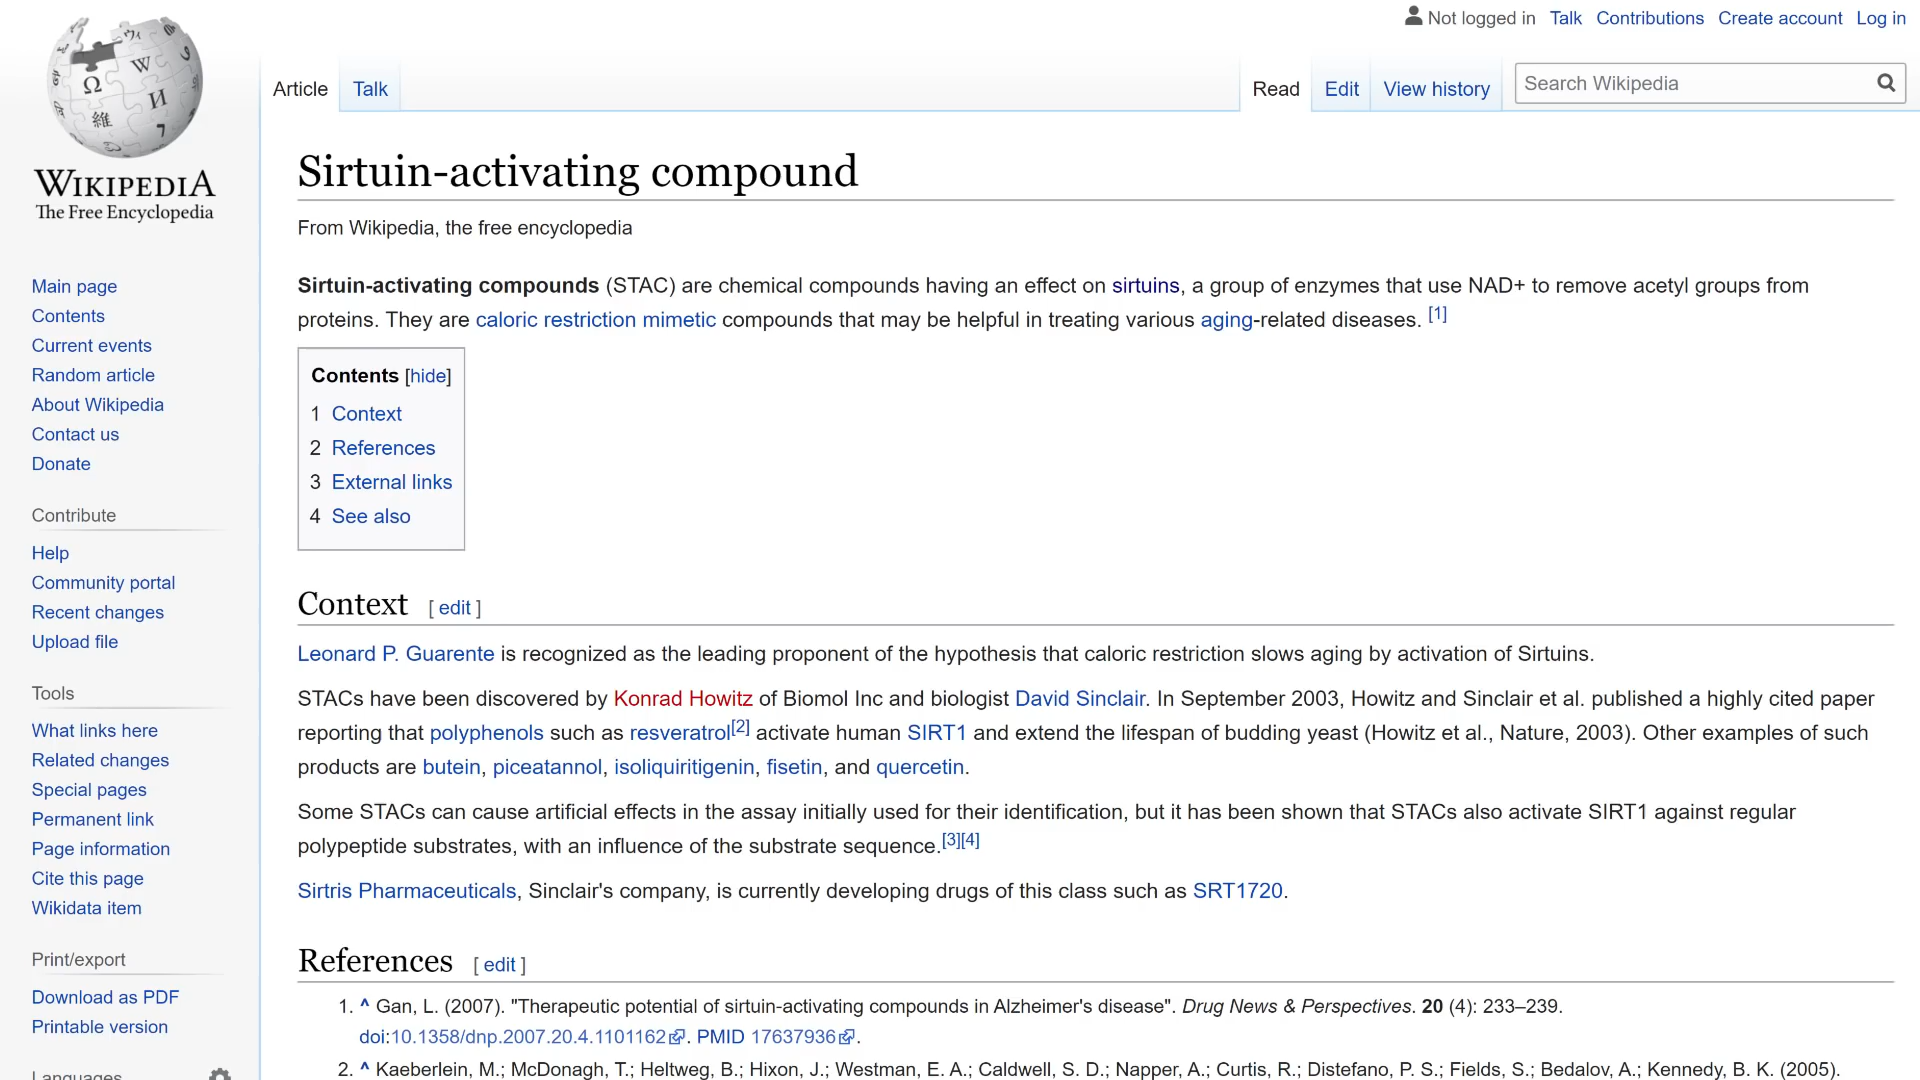 Not logged in Talk Contributions Create account Log in
Article Talk Read Edit View history Search Wikipedia
WIKIPEDIA
The Free Encyclopedia
Main page
Contents
Current events
Random article
About Wikipedia
Contact us
Donate
Contribute
Help
Community portal
Recent changes
Upload file
Tools
What links here
Related changes
Special pages
Permanent link
Page information
Cite this page
Wikidata item
Print/export
Download as PDF
Printable version
Languages
Sirtuin-activating compound
From Wikipedia, the free encyclopedia
Sirtuin-activating compounds (STAC) are chemical compounds having an effect on sirtuins, a group of enzymes that use NAD+ to remove acetyl groups from
proteins. They are caloric restriction mimetic compounds that may be helpful in treating various aging-related diseases. [1]
Contents [hide]
1 Context
2 References
3 External links
4 See also
Context [ edit ]
Leonard P. Guarente is recognized as the leading proponent of the hypothesis that caloric restriction slows aging by activation of Sirtuins.
STACs have been discovered by Konrad Howitz of Biomol Inc and biologist David Sinclair. In September 2003, Howitz and Sinclair et al. published a highly cited paper
reporting that polyphenols such as resveratrol[2] activate human SIRT1 and extend the lifespan of budding yeast (Howitz et al., Nature, 2003). Other examples of such
products are butein, piceatannol, isoliquiritigenin, fisetin, and quercetin.
Some STACs can cause artificial effects in the assay initially used for their identification, but it has been shown that STACs also activate SIRT1 against regular
polypeptide substrates, with an influence of the substrate sequence.[3][4]
Sirtris Pharmaceuticals, Sinclair's company, is currently developing drugs of this class such as SRT1720.
References [ edit ]
1. ^ Gan, L. (2007). "Therapeutic potential of sirtuin-activating compounds in Alzheimer's disease". Drug News & Perspectives. 20 (4): 233–239.
doi:10.1358/dnp.2007.20.4.1101162. PMID 17637936.
2. ^ Kaeberlein, M.; McDonagh, T.; Heltweg, B.; Hixon, J.; Westman, E. A.; Caldwell, S. D.; Napper, A.; Curtis, R.; Distefano, P. S.; Fields, S.; Bedalov, A.; Kennedy, B. K. (2005).